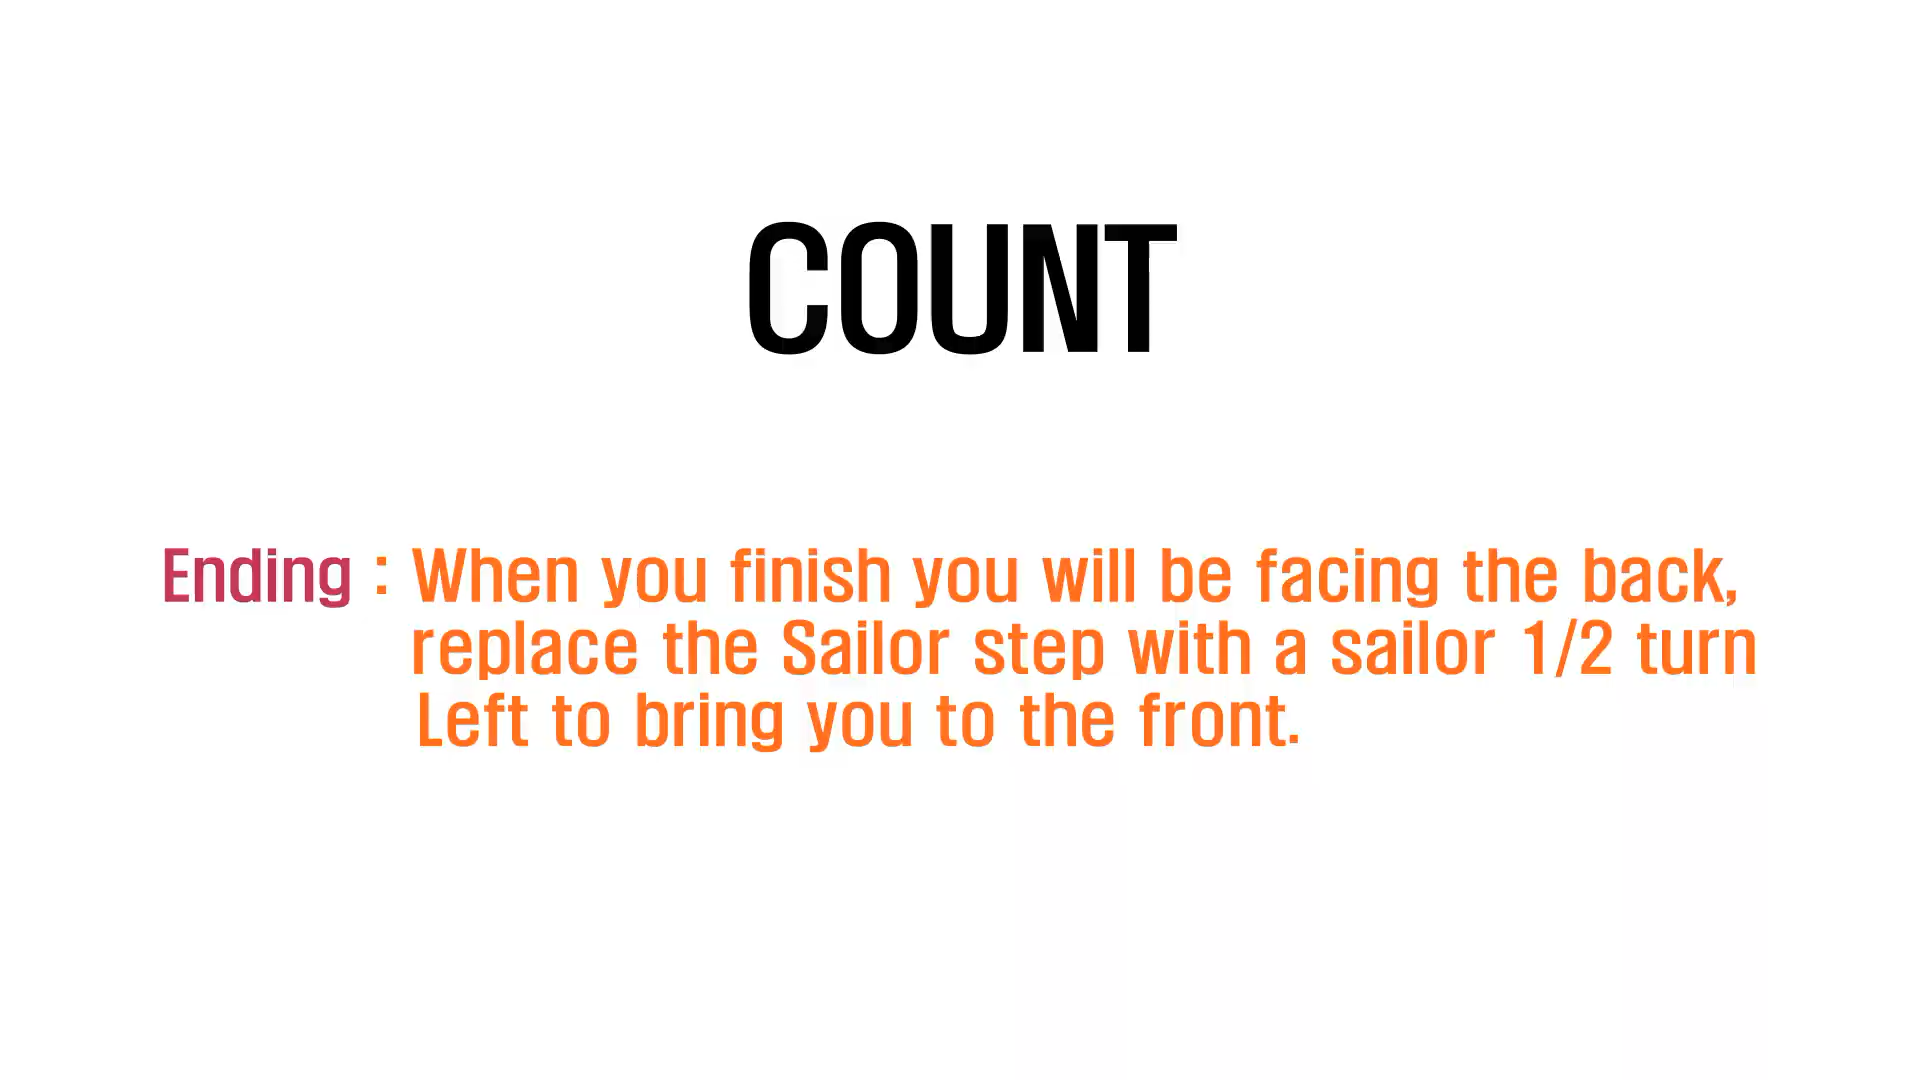 COUNT
Ending : When you finish you will be facing the back,
replace the Sailor step with a sailor 1/2 turn
Left to bring you to the front.